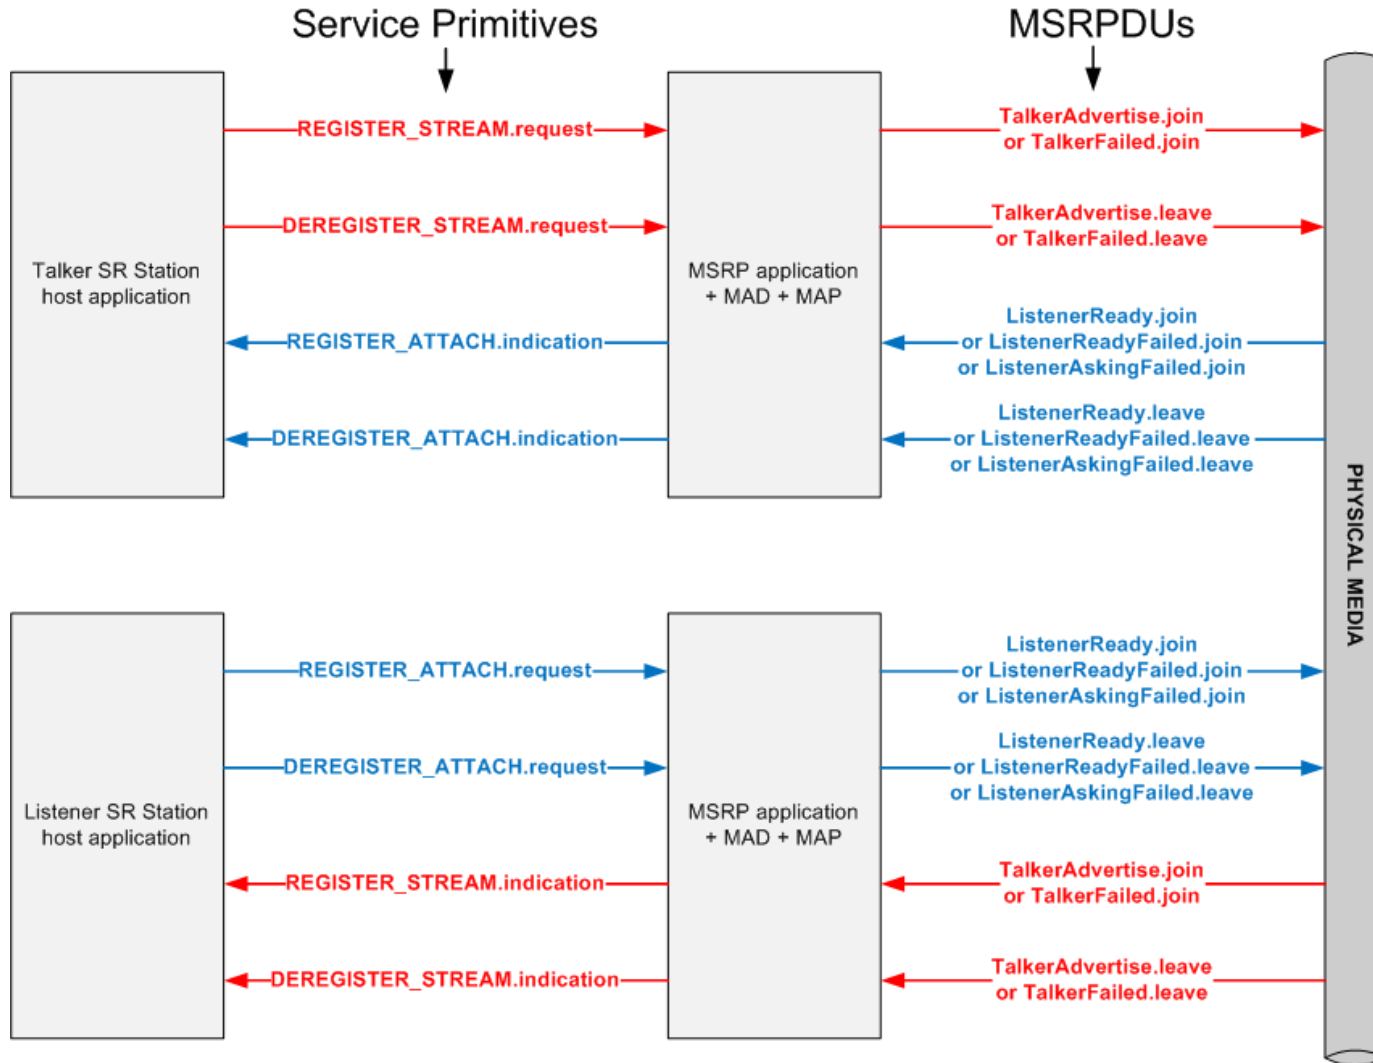 Service Primitives
MSRPDUs
REGISTER_STREAM.request
TalkerAdvertise.join
or TalkerFailed.join
DEREGISTER_STREAM.request
TalkerAdvertise.leave
or TalkerFailed.leave
Talker SR Station
host application
MSRP application
+ MAD + MAP
REGISTER_ATTACH.indication
ListenerReady.join
or ListenerReadyFailed.join
or ListenerAskingFailed.join
DEREGISTER_ATTACH.indication
ListenerReady.leave
or ListenerReadyFailed.leave
or ListenerAskingFailed.leave
PHYSICAL MEDIA
REGISTER_ATTACH.request
ListenerReady.join
or ListenerReadyFailed.join
or ListenerAskingFailed.join
DEREGISTER_ATTACH.request
ListenerReady.leave
or ListenerReadyFailed.leave
or ListenerAskingFailed.leave
Listener SR Station
host application
MSRP application
+ MAD + MAP
REGISTER_STREAM.indication
TalkerAdvertise.join
or TalkerFailed.join
DEREGISTER_STREAM.indication
TalkerAdvertise.leave
or TalkerFailed.leave